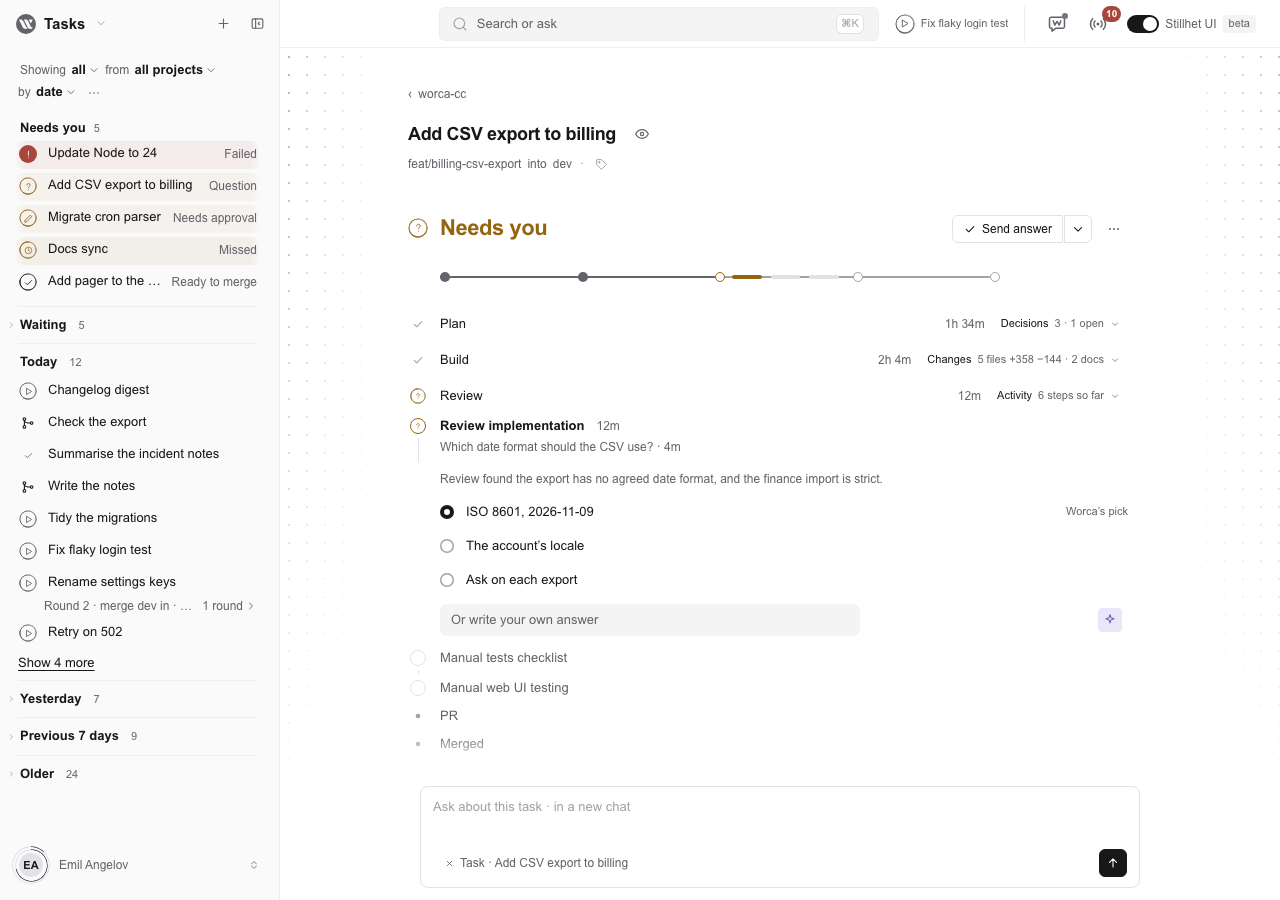 Tasks
Search or ask
⌘K
Fix flaky login test
10
Stillhet UI
beta
Showing all from all projects
by date ···
Needs you 5
Update Node to 24 Failed
Add CSV export to billing Question
Migrate cron parser Needs approval
Docs sync Missed
Add pager to the … Ready to merge
Waiting 5
Today 12
Changelog digest
Check the export
Summarise the incident notes
Write the notes
Tidy the migrations
Fix flaky login test
Rename settings keys
Round 2 · merge dev in · … 1 round
Retry on 502
Show 4 more
Yesterday 7
Previous 7 days 9
Older 24
EA
Emil Angelov
‹ worca-cc
Add CSV export to billing
feat/billing-csv-export into dev ·
Needs you
Send answer
···
Plan 1h 34m Decisions 3 · 1 open
Build 2h 4m Changes 5 files +358 −144 · 2 docs
Review 12m Activity 6 steps so far
Review implementation 12m
Which date format should the CSV use? · 4m
Review found the export has no agreed date format, and the finance import is strict.
ISO 8601, 2026-11-09 Worca’s pick
The account’s locale
Ask on each export
Or write your own answer
Manual tests checklist
Manual web UI testing
PR
Merged
Ask about this task · in a new chat
× Task · Add CSV export to billing